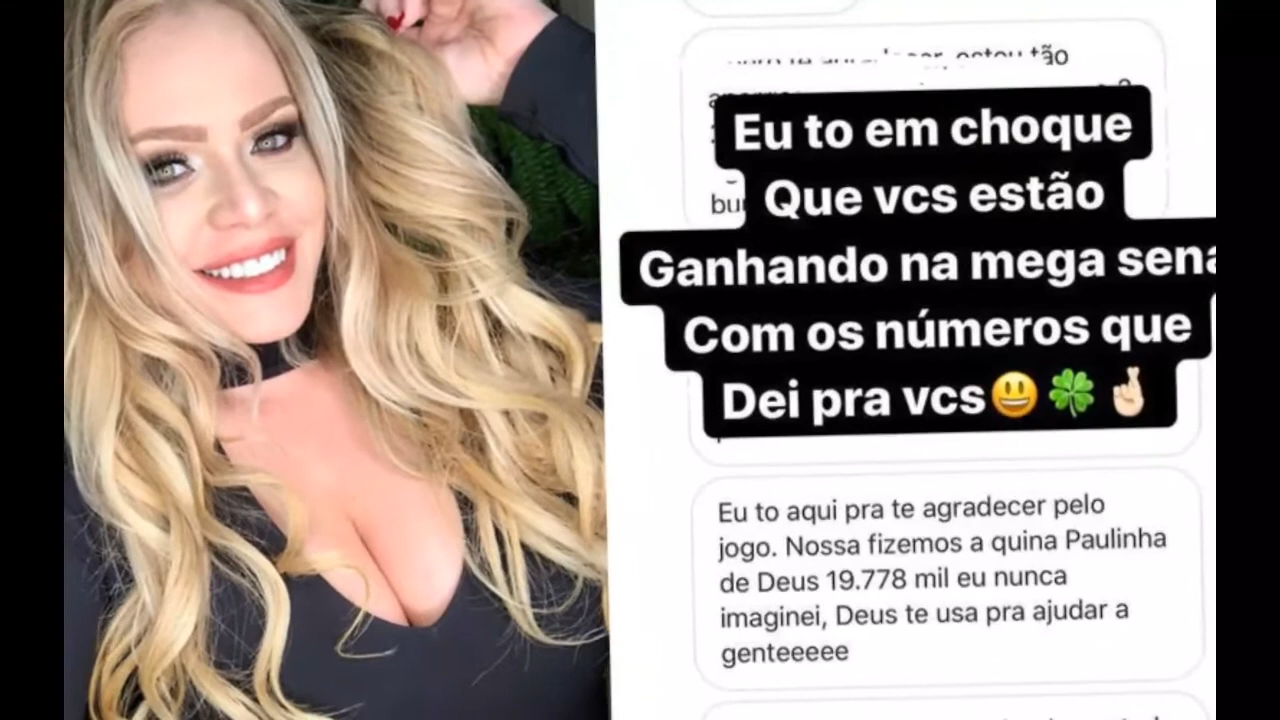 tão
Eu to em choque
Que vcs estão
Ganhando na mega sena
Com os números que
Dei pra vcs😃🍀🤞🏻
Eu to aqui pra te agradecer pelo
jogo. Nossa fizemos a quina Paulinha
de Deus 19.778 mil eu nunca
imaginei, Deus te usa pra ajudar a
genteeeee